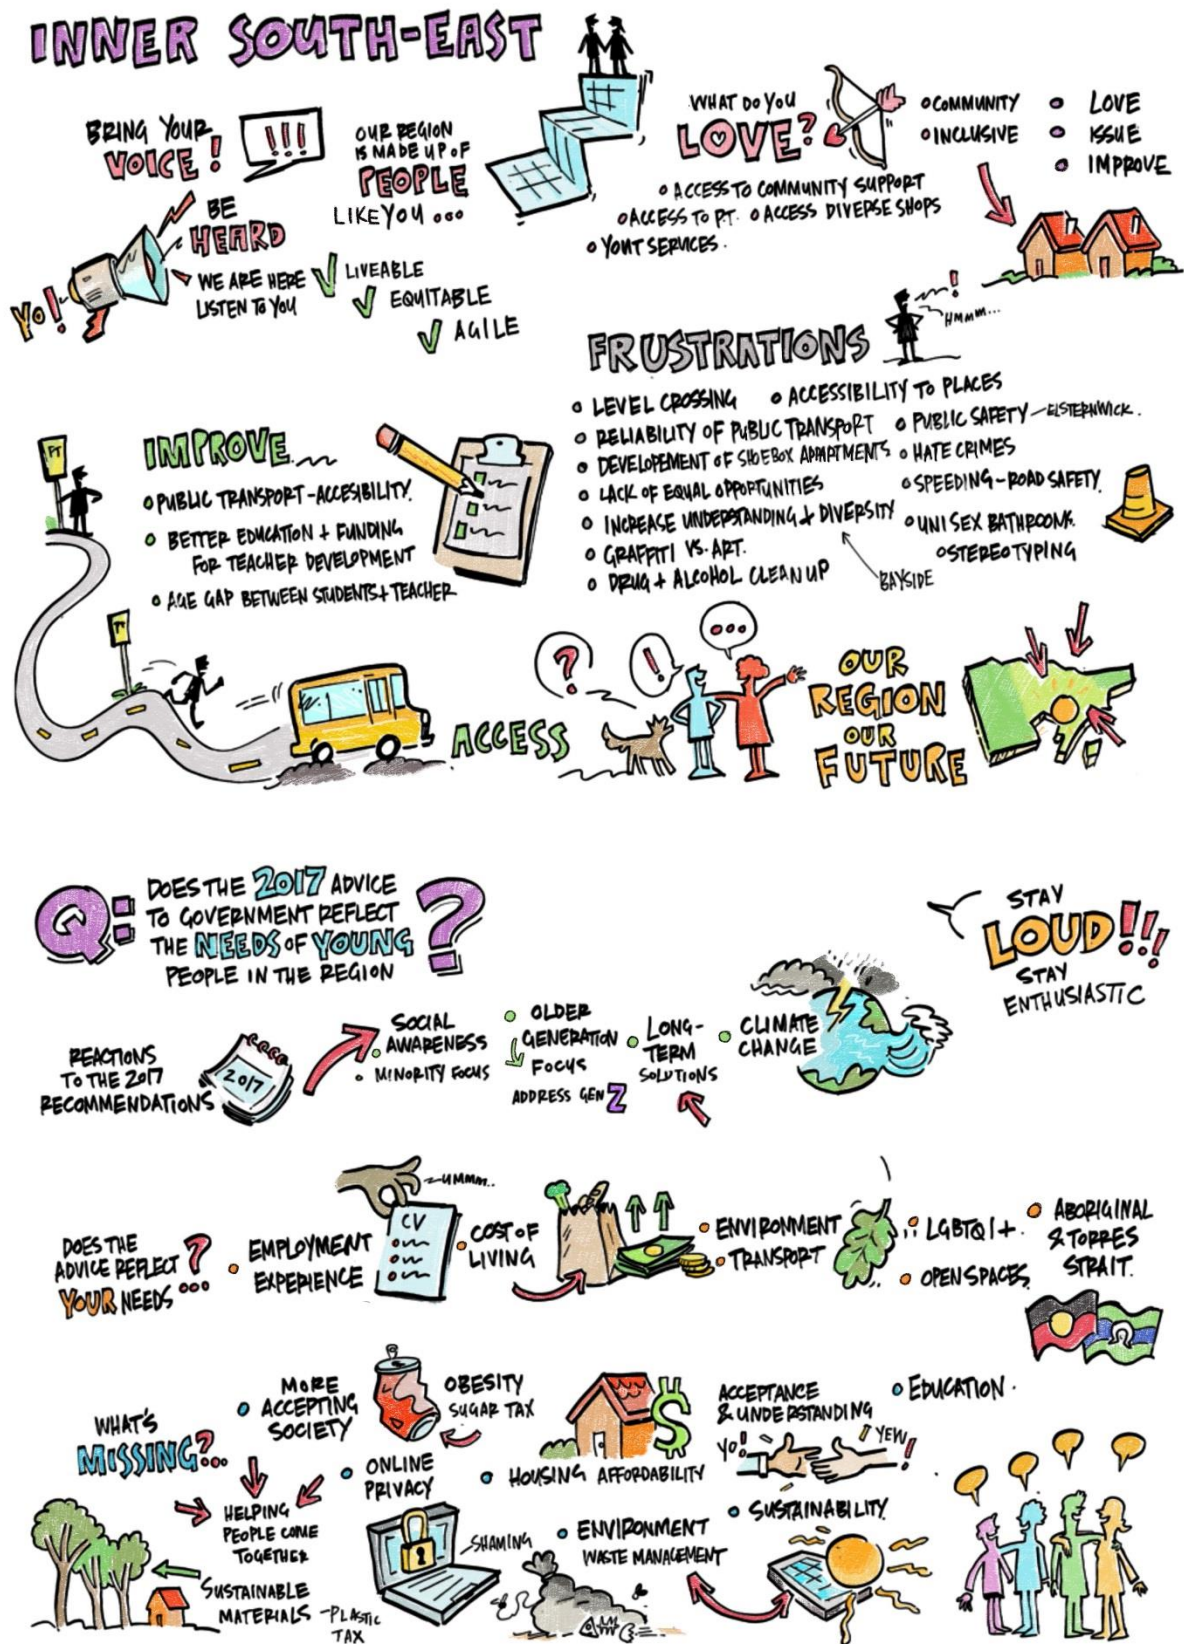 INNER SOUTH-EAST
BRING YOUR
VOICE!
!!!
OUR REGION
IS MADE UP OF
PEOPLE
LIKE YOU ...
BE
HEARD
WE ARE HERE
LISTEN TO YOU
YO!
LIVEABLE
EQUITABLE
AGILE
WHAT DO YOU
LOVE?
COMMUNITY
INCLUSIVE
LOVE
ISSUE
IMPROVE
ACCESS TO COMMUNITY SUPPORT
ACCESS TO PT. ACCESS DIVERSE SHOPS
YOUT SERVICES.
FRUSTRATIONS
!
HMMM...
LEVEL CROSSING
ACCESSIBILITY TO PLACES
RELIABILITY OF PUBLIC TRANSPORT
PUBLIC SAFETY - ELSTERNWICK.
DEVELOPEMENT OF SHOEBOX APPARTMENTS
HATE CRIMES
LACK OF EQUAL OPPORTUNITIES
SPEEDING - ROAD SAFETY
INCREASE UNDERSTANDING + DIVERSITY
UNISEX BATHROOMS.
GRAFFITI VS. ART.
STEREOTYPING
DRUG + ALCOHOL CLEAN UP
BAYSIDE
PT
IMPROVE
PUBLIC TRANSPORT - ACCESIBILITY.
BETTER EDUCATION + FUNDING
FOR TEACHER DEVELOPMENT
AGE GAP BETWEEN STUDENTS + TEACHER
PT
ACCESS
?
!
...
OUR
REGION
OUR
FUTURE
Q:
DOES THE 2017 ADVICE
TO GOVERNMENT REFLECT
THE NEEDS OF YOUNG
PEOPLE IN THE REGION
?
STAY
LOUD!!!
STAY
ENTHUSIASTIC
REACTIONS
TO THE 2017
RECOMMENDATIONS
2017
SOCIAL
AWARENESS
MINORITY FOCUS
OLDER
GENERATION
FOCUS
ADDRESS GEN Z
LONG-
TERM
SOLUTIONS
CLIMATE
CHANGE
DOES THE
ADVICE REFLECT
YOUR NEEDS
?...
EMPLOYMENT
EXPERIENCE
UMMM..
CV
COST OF
LIVING
ENVIRONMENT
TRANSPORT
LGBTQI+
OPEN SPACES
ABORIGINAL
& TORRES
STRAIT.
WHAT'S
MISSING?..
MORE
ACCEPTING
SOCIETY
OBESITY
SUGAR TAX
$
ACCEPTANCE
& UNDERSTANDING
YO!
YEW!
EDUCATION.
HELPING
PEOPLE COME
TOGETHER
ONLINE
PRIVACY
HOUSING AFFORDABILITY
SHAMING
ENVIRONMENT
WASTE MANAGEMENT
SUSTAINABILITY.
SUSTAINABLE
MATERIALS
-PLASTIC
TAX